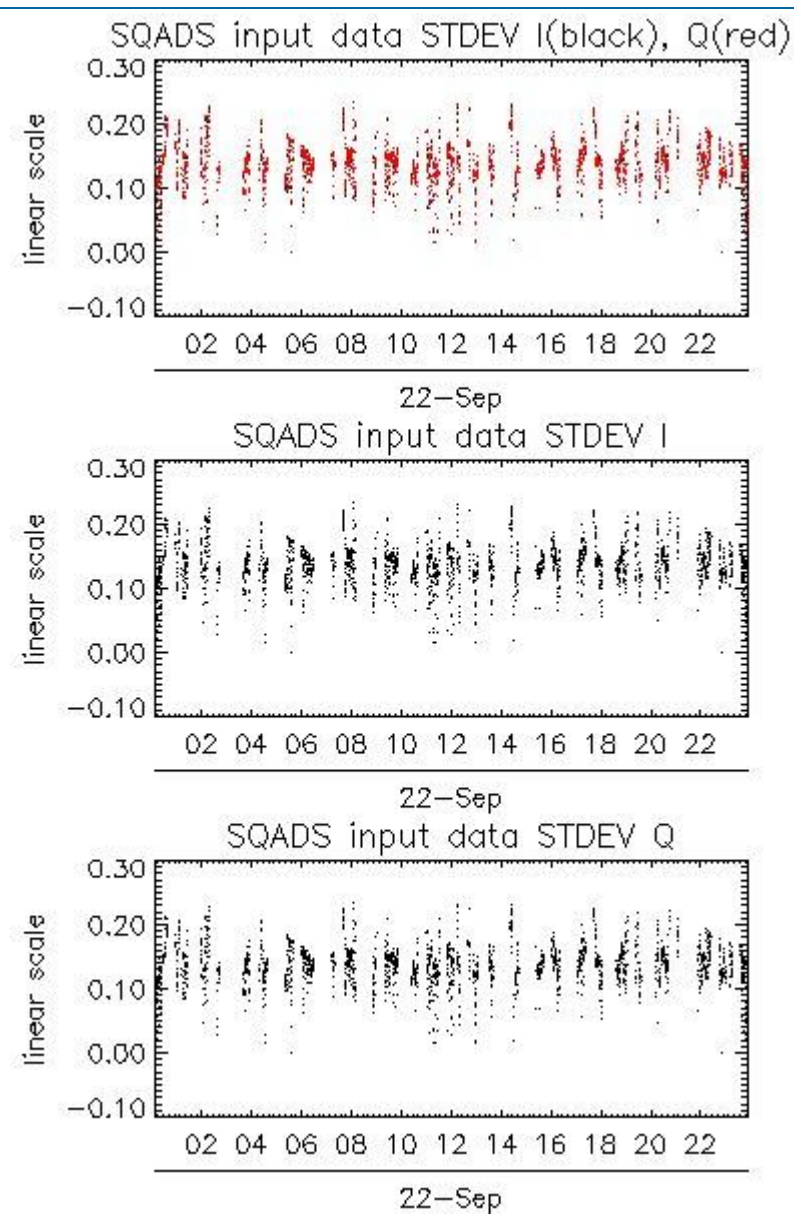 SQADS input data STDEV I(black), Q(red)
0.30
0.20
0.10
0.00
−0.10
linear scale
02 04 06 08 10 12 14 16 18 20 22
22−Sep
SQADS input data STDEV I
0.30
0.20
0.10
0.00
−0.10
linear scale
02 04 06 08 10 12 14 16 18 20 22
22−Sep
SQADS input data STDEV Q
0.30
0.20
0.10
0.00
−0.10
linear scale
02 04 06 08 10 12 14 16 18 20 22
22−Sep